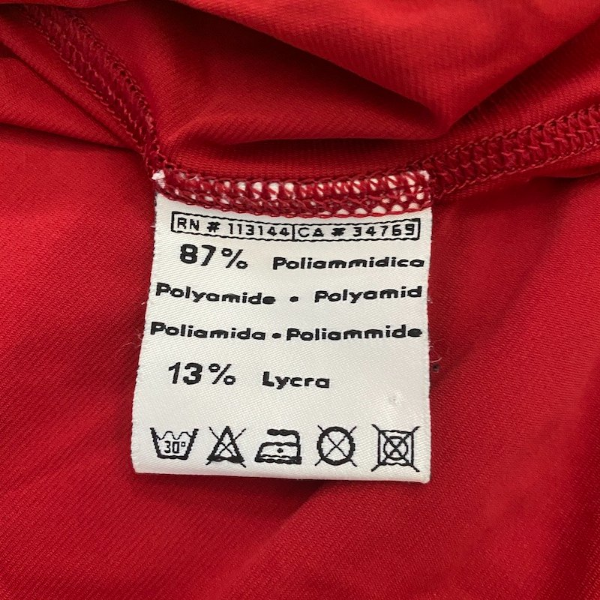 RN # 113144 CA # 34769
87% Poliammidica
Polyamide • Polyamid
Poliamida • Poliammide
13% Lycra
30°